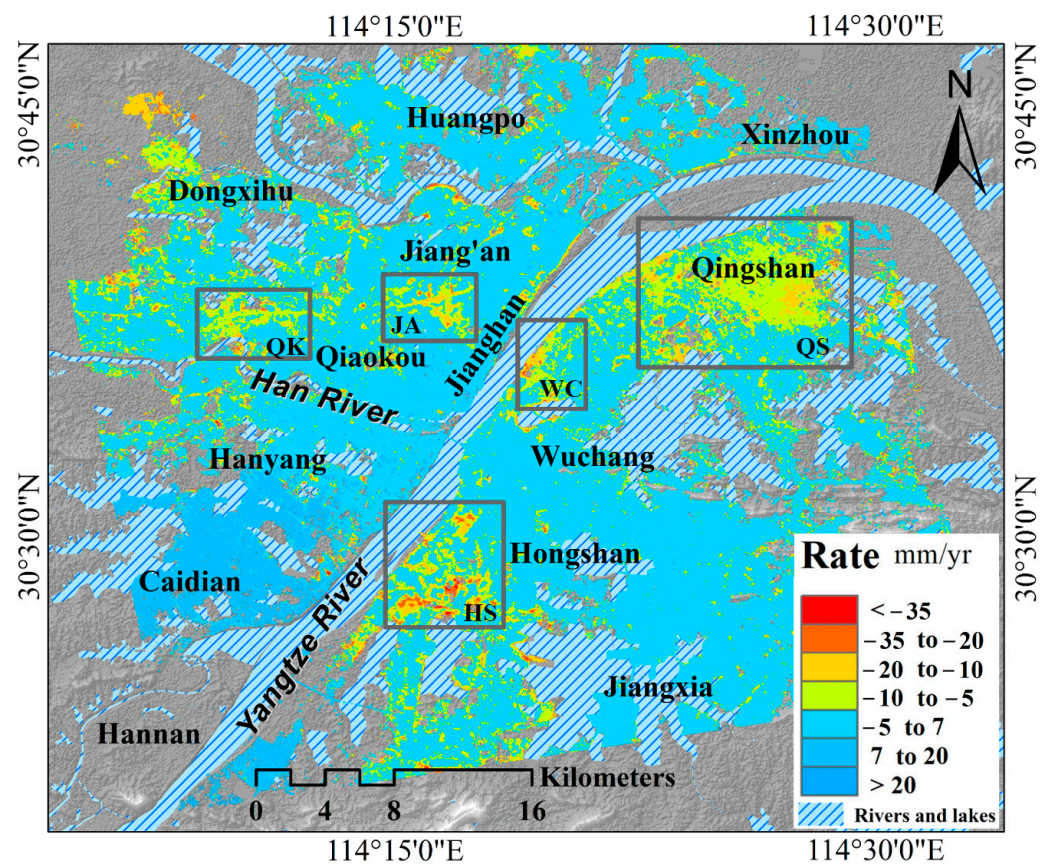 114°15'0"E
114°30'0"E
30°45'0"N
30°45'0"N
N
Huangpo
Xinzhou
Dongxihu
Jiang'an
Qingshan
JA
Jianghan
QK
Qiaokou
QS
WC
Han River
Hanyang
Wuchang
30°30'0"N
30°30'0"N
Hongshan
Caidian
HS
Yangtze River
Jiangxia
Hannan
Rate mm/yr
< −35
−35 to −20
−20 to −10
−10 to −5
−5 to 7
7 to 20
> 20
Rivers and lakes
Kilometers
0 4 8 16
114°15'0"E
114°30'0"E